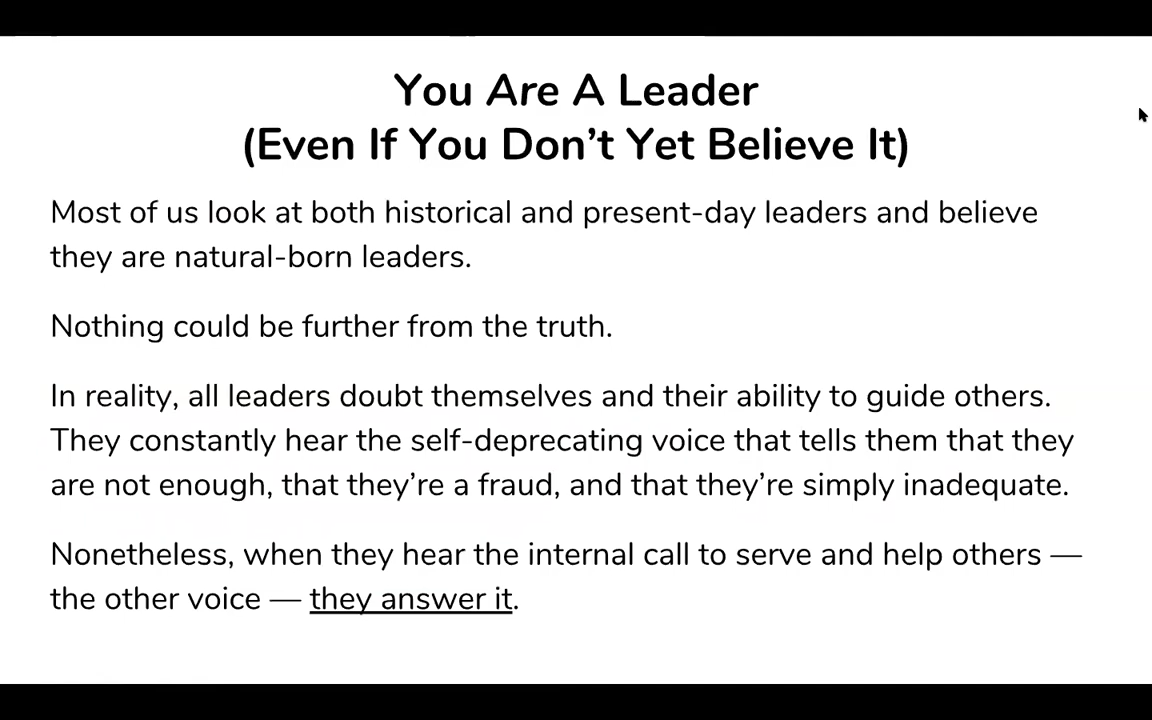 You Are A Leader
(Even If You Don’t Yet Believe It)
Most of us look at both historical and present-day leaders and believe
they are natural-born leaders.
Nothing could be further from the truth.
In reality, all leaders doubt themselves and their ability to guide others.
They constantly hear the self-deprecating voice that tells them that they
are not enough, that they’re a fraud, and that they’re simply inadequate.
Nonetheless, when they hear the internal call to serve and help others —
the other voice — they answer it.